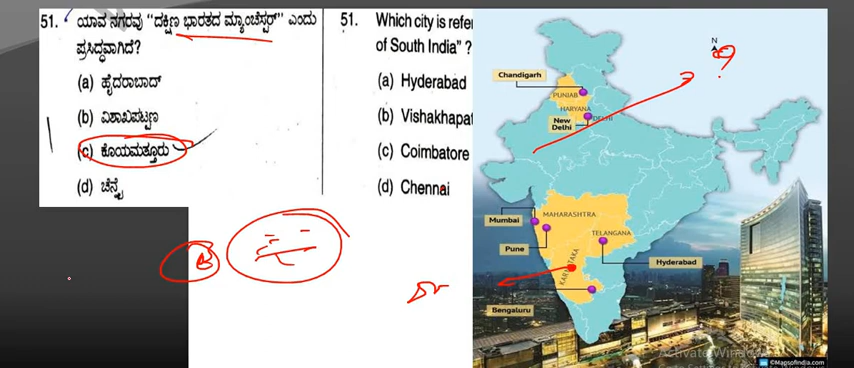 51. ಯಾವ ನಗರವು "ದಕ್ಷಿಣ ಭಾರತದ ಮ್ಯಾಂಚೆಸ್ಟರ್" ಎಂದು
ಪ್ರಸಿದ್ಧವಾಗಿದೆ?
(a) ಹೈದರಾಬಾದ್
(b) ವಿಶಾಖಪಟ್ಟಣ
(c) ಕೊಯಮತ್ತೂರು
(d) ಚೆನ್ನೈ
51. Which city is refe
of South India" ?
(a) Hyderabad
(b) Vishakhapat
(c) Coimbatore
(d) Chennai
N
Chandigarh
PUNJAB
HARYANA
DELHI
New
Delhi
Mumbai
MAHARASHTRA
Pune
TELANGANA
Hyderabad
KARNATAKA
Bengaluru
Activate Windows
©Mapsofindia.com